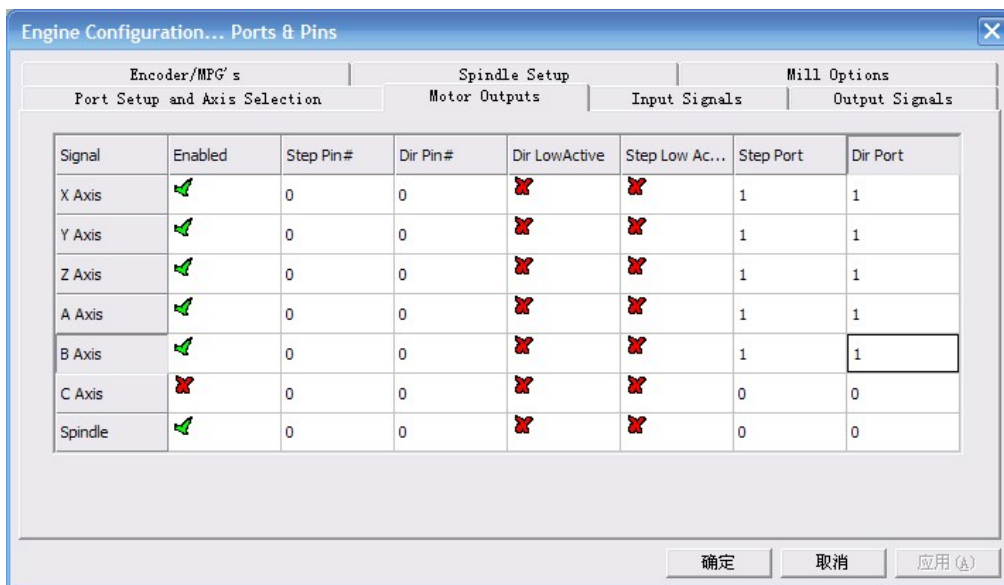 Engine Configuration... Ports & Pins
Encoder/MPG's Spindle Setup Mill Options
Port Setup and Axis Selection Motor Outputs Input Signals Output Signals
Signal Enabled Step Pin# Dir Pin# Dir LowActive Step Low Ac... Step Port Dir Port
X Axis 0 0 1 1
Y Axis 0 0 1 1
Z Axis 0 0 1 1
A Axis 0 0 1 1
B Axis 0 0 1 1
C Axis 0 0 0 0
Spindle 0 0 0 0
确定 取消 应用(A)